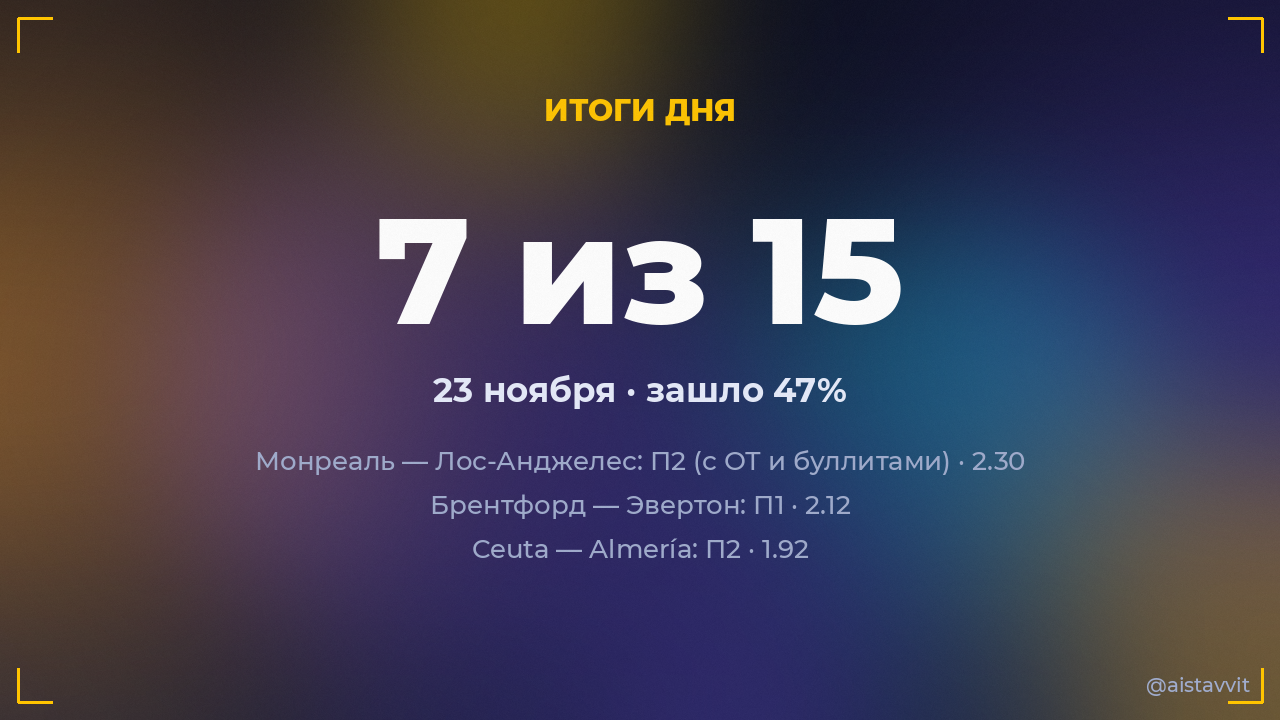 ИТОГИ ДНЯ
7 из 15
23 ноября · зашло 47%
Монреаль — Лос-Анджелес: П2 (с ОТ и буллитами) · 2.30
Брентфорд — Эвертон: П1 · 2.12
Ceuta — Almería: П2 · 1.92
@aistavvit